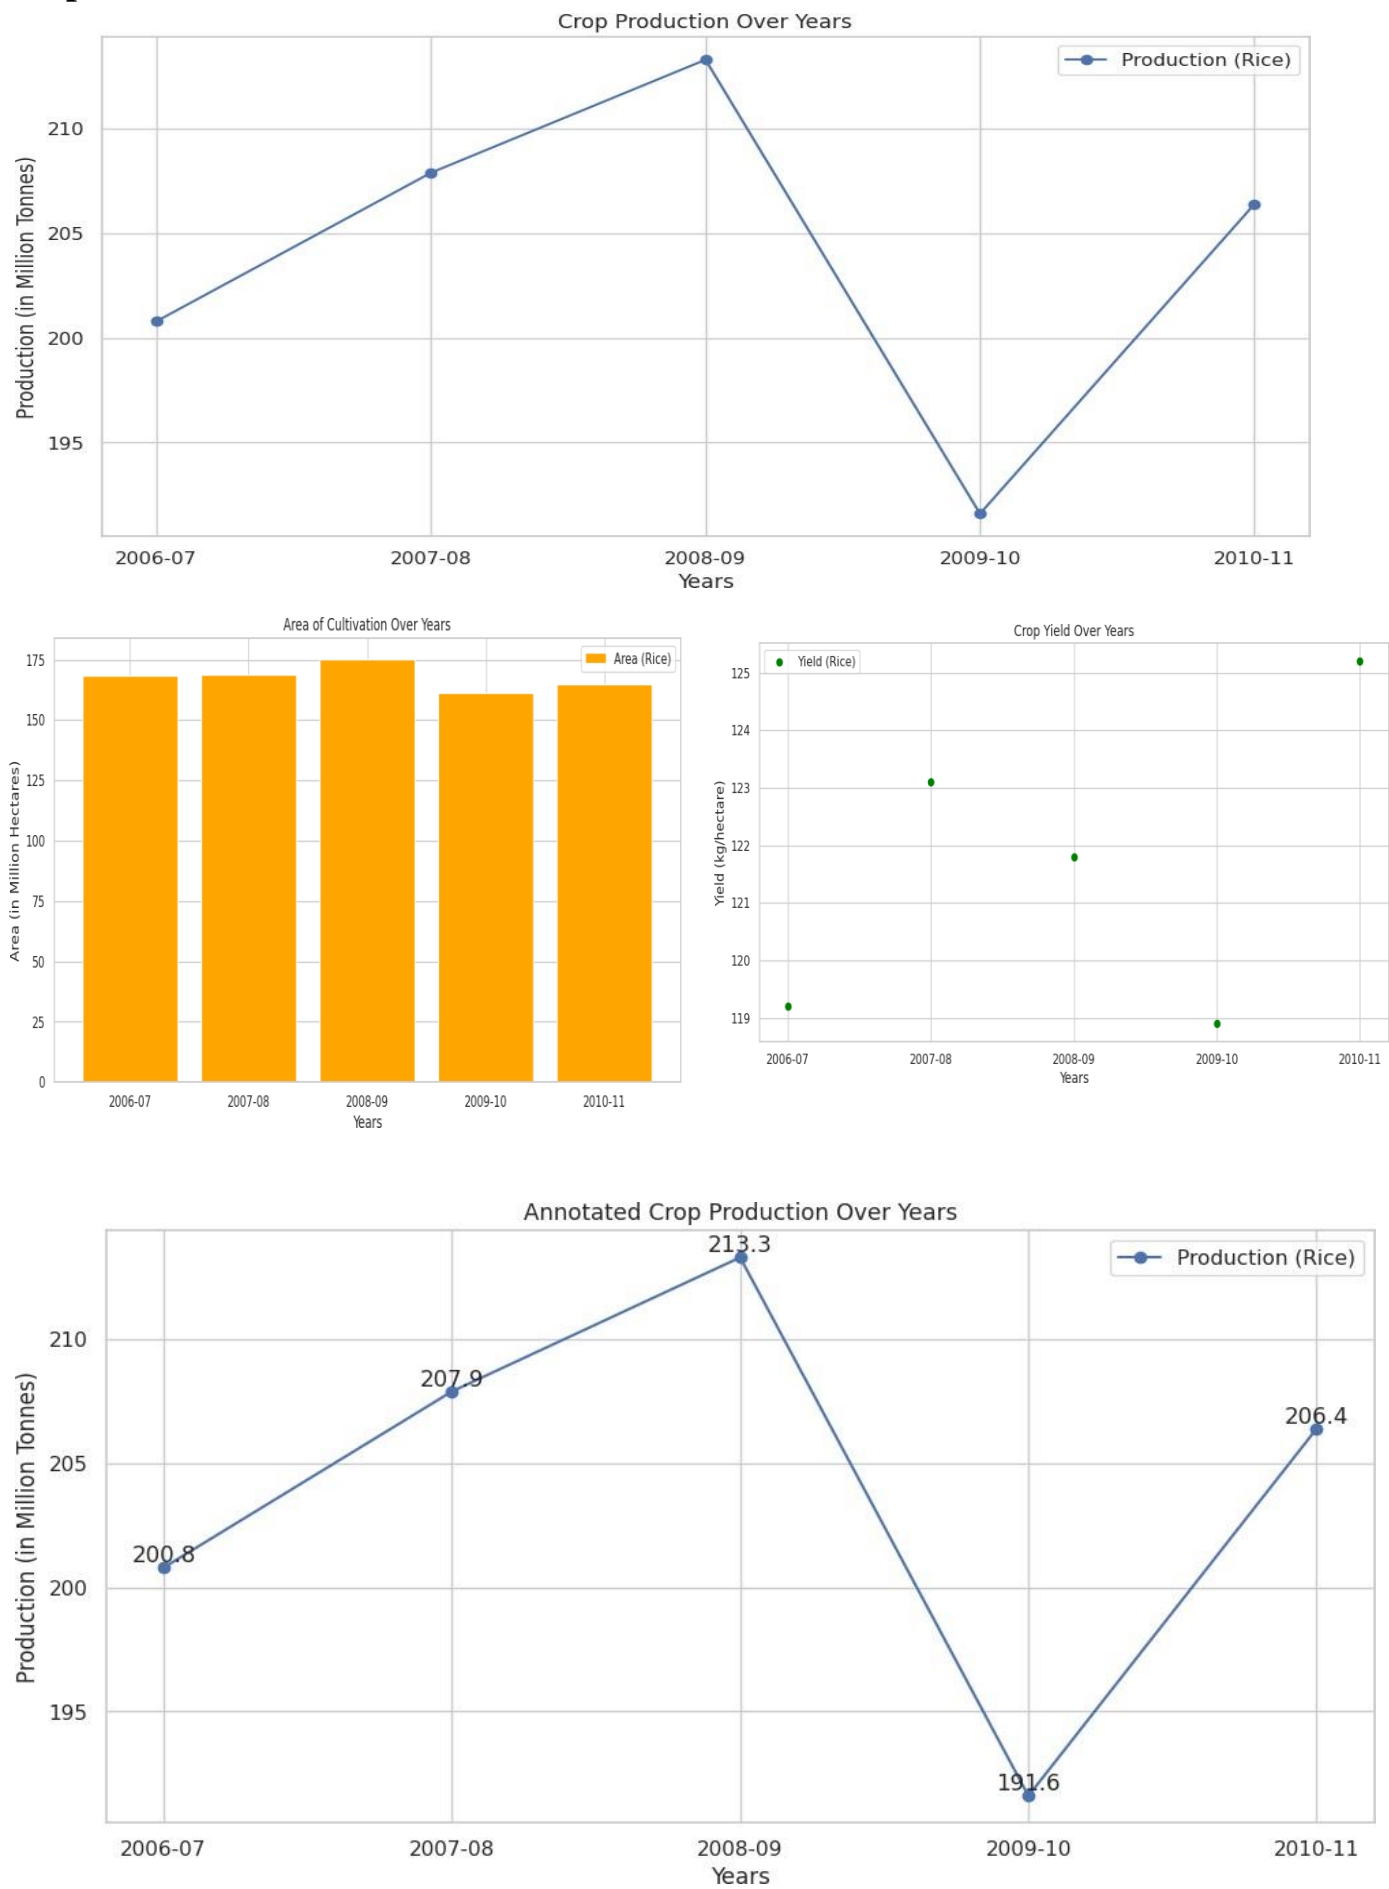 Crop Production Over Years
Production (Rice)
210
205
200
195
Production (in Million Tonnes)
2006-07 2007-08 2008-09 2009-10 2010-11
Years
Area of Cultivation Over Years
Area (Rice)
175
150
125
100
75
50
25
0
Area (in Million Hectares)
2006-07 2007-08 2008-09 2009-10 2010-11
Years
Crop Yield Over Years
Yield (Rice)
125
124
123
122
121
120
119
Yield (kg/hectare)
2006-07 2007-08 2008-09 2009-10 2010-11
Years
Annotated Crop Production Over Years
Production (Rice)
213.3
207.9
206.4
200.8
191.6
210
205
200
195
Production (in Million Tonnes)
2006-07 2007-08 2008-09 2009-10 2010-11
Years